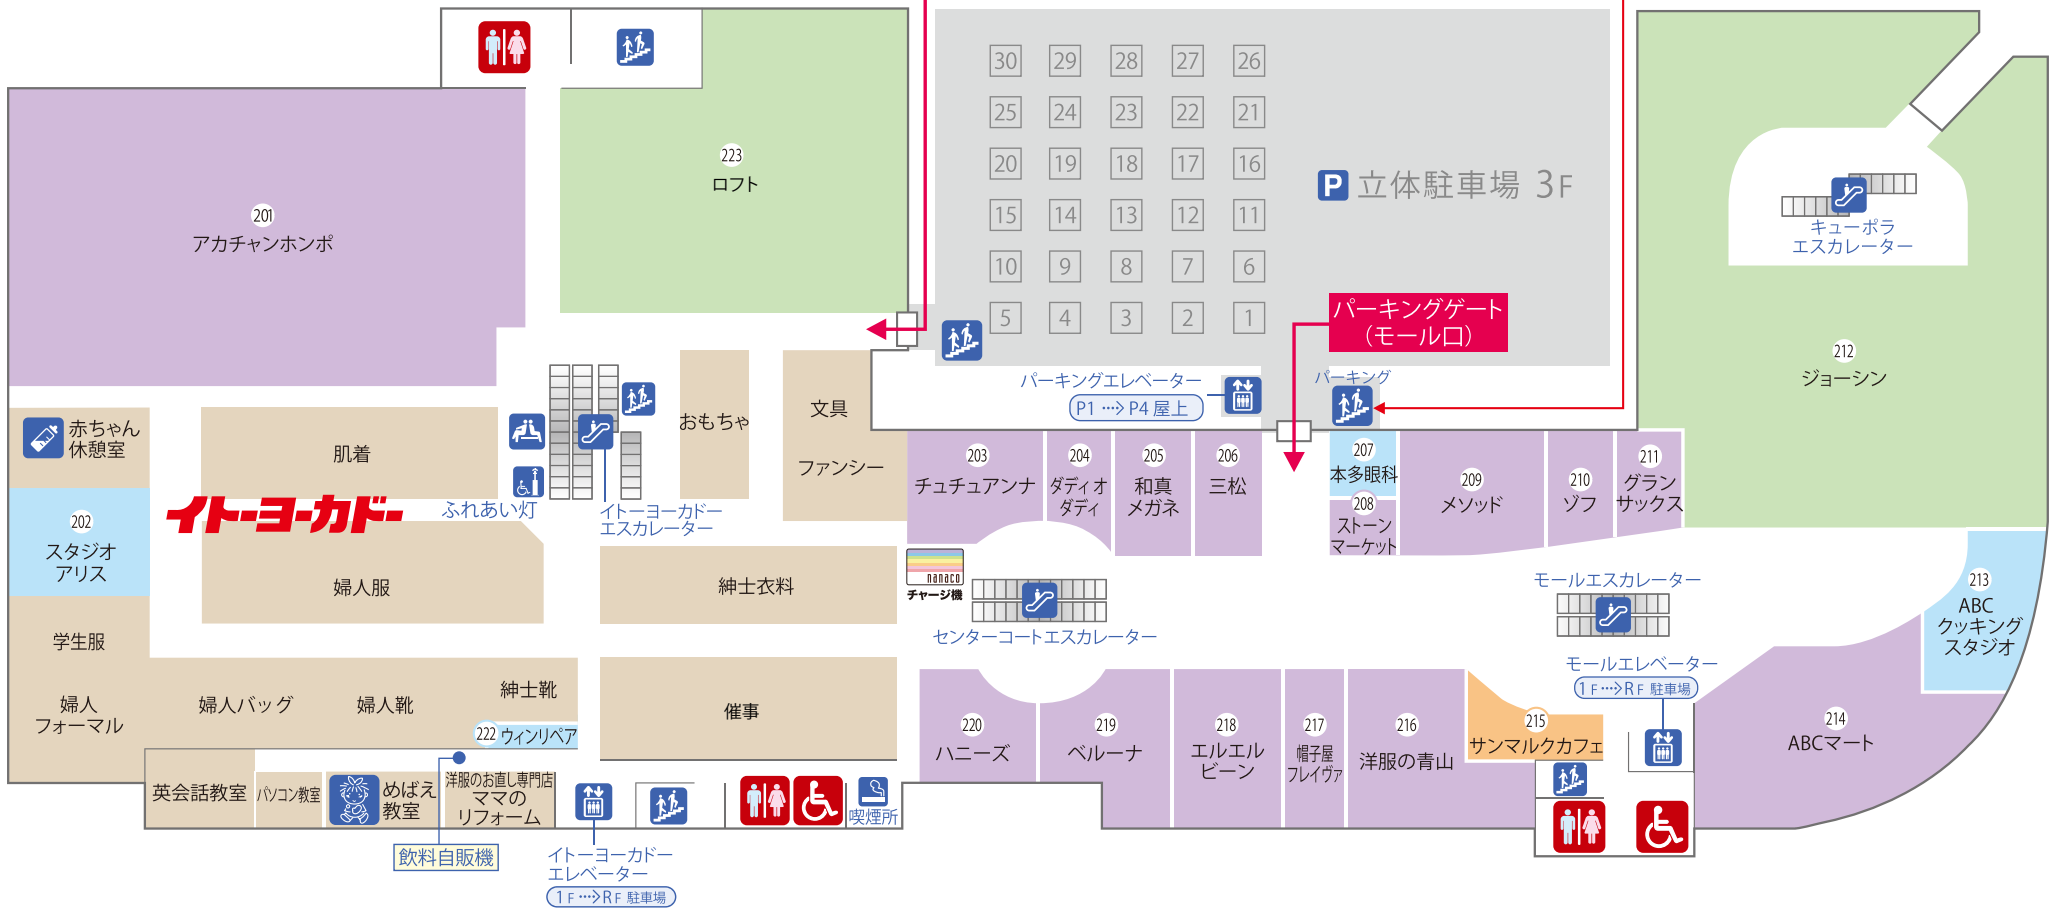 30 29 28 27 26
25 24 23 22 21
20 19 18 17 16
15 14 13 12 11
10 9 8 7 6
5 4 3 2 1
P 立体駐車場 3F
223
ロフト
201
アカチャンホンポ
キューポラ
エスカレーター
212
ジョーシン
パーキングゲート
（モール口）
パーキングエレベーター
P1 ····> P4 屋上
パーキング
赤ちゃん
休憩室
肌着
おもちゃ
文具
ファンシー
ふれあい灯
イトーヨーカドー
エスカレーター
イトーヨーカドー
202
スタジオ
アリス
婦人服
紳士衣料
203
チュチュアンナ
204
ダディオ
ダディ
205
和真
メガネ
206
三松
207
本多眼科
208
ストーン
マーケット
209
メソッド
210
ゾフ
211
グラン
サックス
nanaco
チャージ機
センターコートエスカレーター
モールエスカレーター
213
ABC
クッキング
スタジオ
学生服
婦人
フォーマル
婦人バッグ
婦人靴
紳士靴
222
ウィンリペア
催事
220
ハニーズ
219
ベルーナ
218
エルエル
ビーン
217
帽子屋
フレイヴァ
216
洋服の青山
215
サンマルクカフェ
モールエレベーター
1F ····> RF 駐車場
214
ABCマート
英会話教室
パソコン教室
めばえ
教室
洋服のお直し専門店
ママの
リフォーム
喫煙所
飲料自販機
イトーヨーカドー
エレベーター
1F ····> RF 駐車場